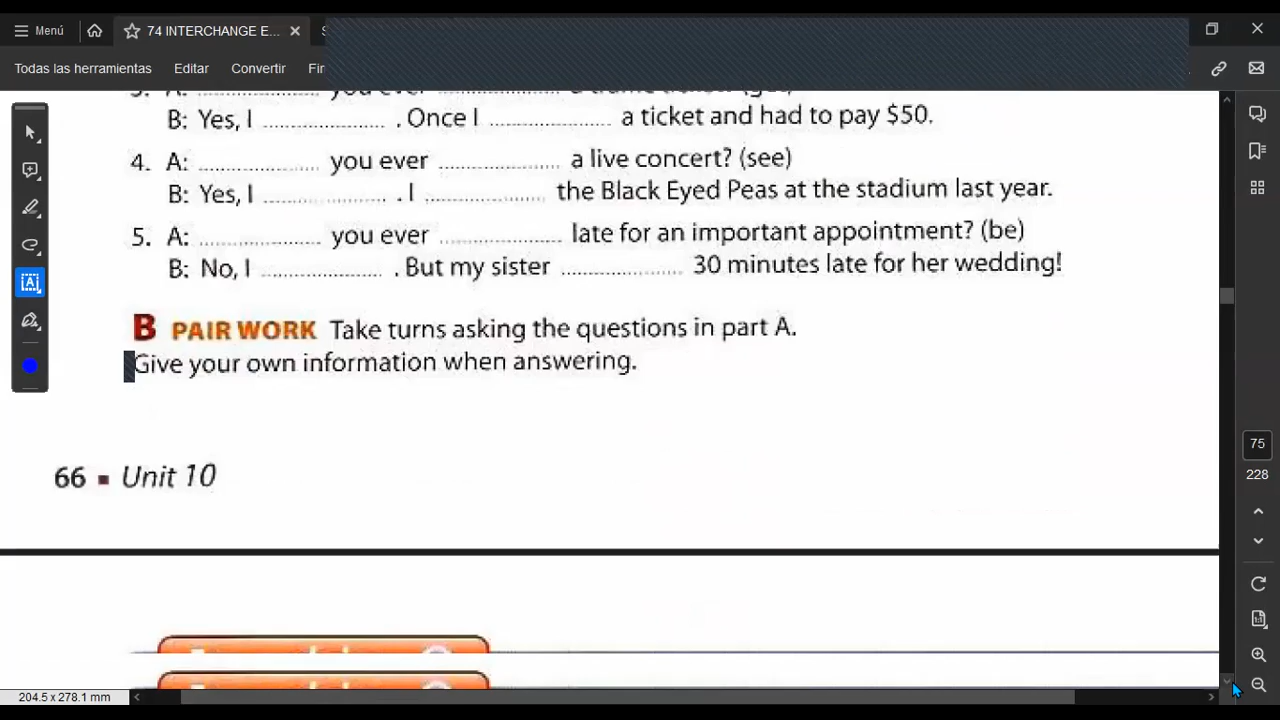 Menú
74 INTERCHANGE E...
Todas las herramientas Editar Convertir Fir
B: Yes, I .................... . Once I .................... a ticket and had to pay $50.
4. A: .................... you ever .................... a live concert? (see)
B: Yes, I .................... . I .................... the Black Eyed Peas at the stadium last year.
5. A: .................... you ever .................... late for an important appointment? (be)
B: No, I .................... . But my sister .................... 30 minutes late for her wedding!
B PAIR WORK Take turns asking the questions in part A.
Give your own information when answering.
66 ▪ Unit 10
75
228
204.5 x 278.1 mm